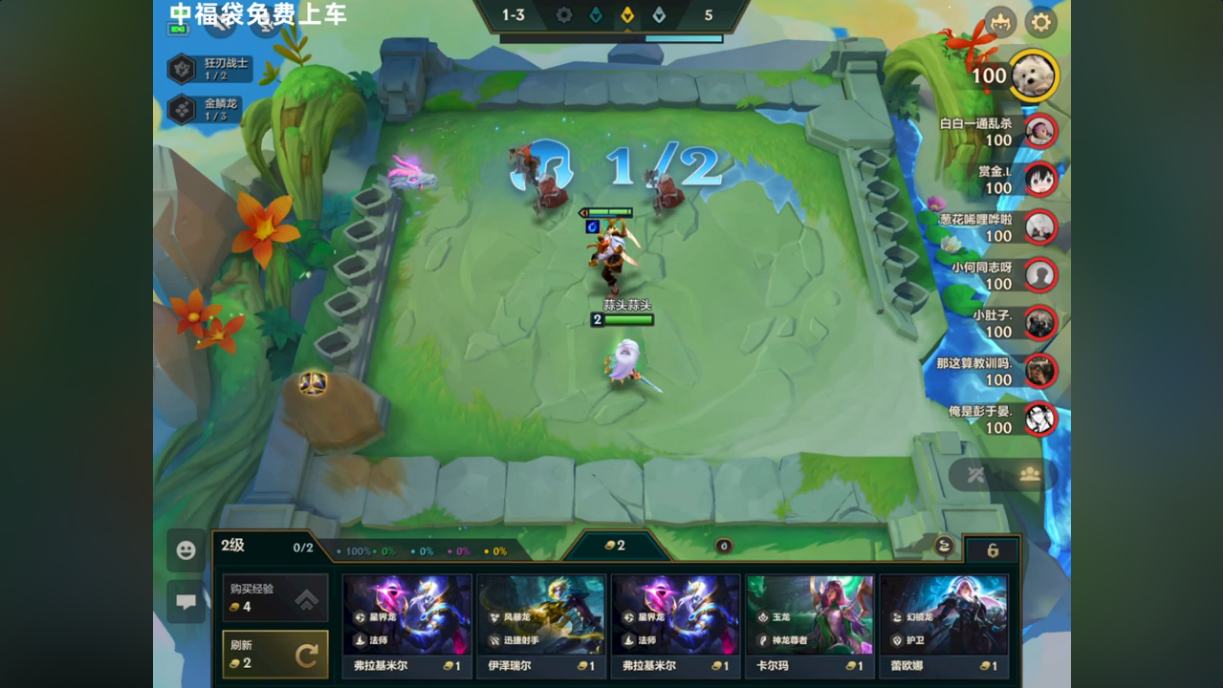 中福袋免费上车
1-3
5
狂刃战士
1/2
金鳞龙
1/3
1/2
100
白白一通乱杀
100
赏金.L
100
葱花唏哩哗啦
100
小何同志呀
100
小肚子.
100
那这算教训吗.
100
俺是彭于晏.
100
蒜头蒜头
2
2级
0/2
100%
0%
0%
0%
0%
2
0
6
购买经验
4
刷新
2
星界龙
法师
弗拉基米尔
1
风暴龙
迅捷射手
伊泽瑞尔
1
星界龙
法师
弗拉基米尔
1
玉龙
神龙尊者
卡尔玛
1
幻镜龙
护卫
蕾欧娜
1